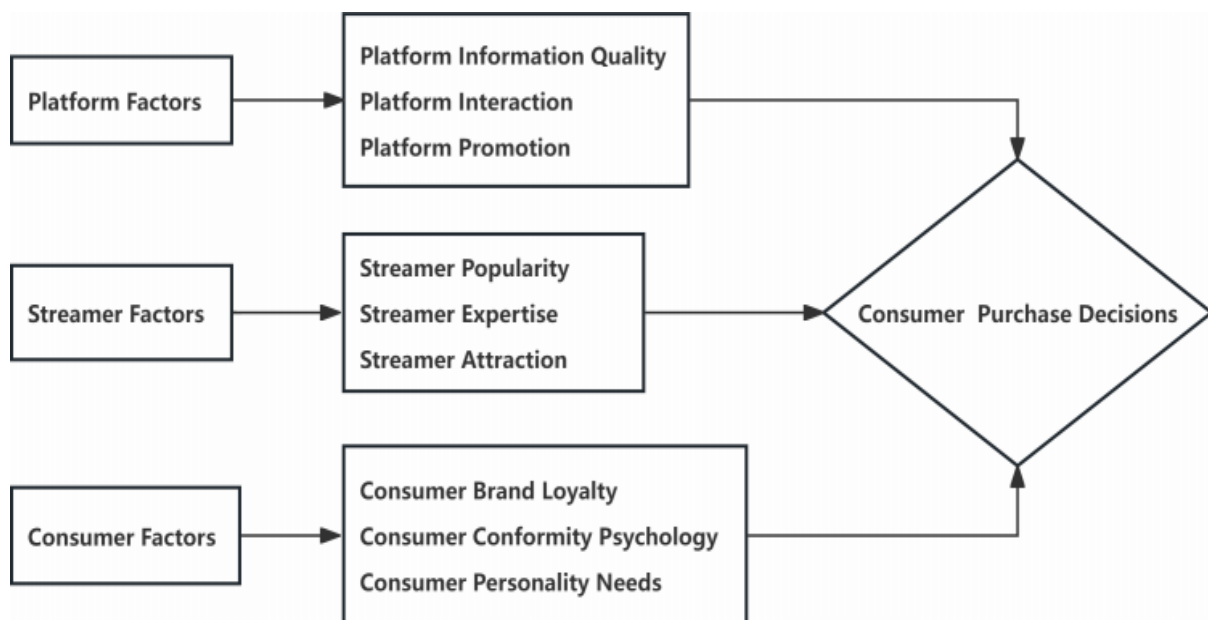 Platform Factors
Platform Information Quality
Platform Interaction
Platform Promotion
Streamer Factors
Streamer Popularity
Streamer Expertise
Streamer Attraction
Consumer Purchase Decisions
Consumer Factors
Consumer Brand Loyalty
Consumer Conformity Psychology
Consumer Personality Needs